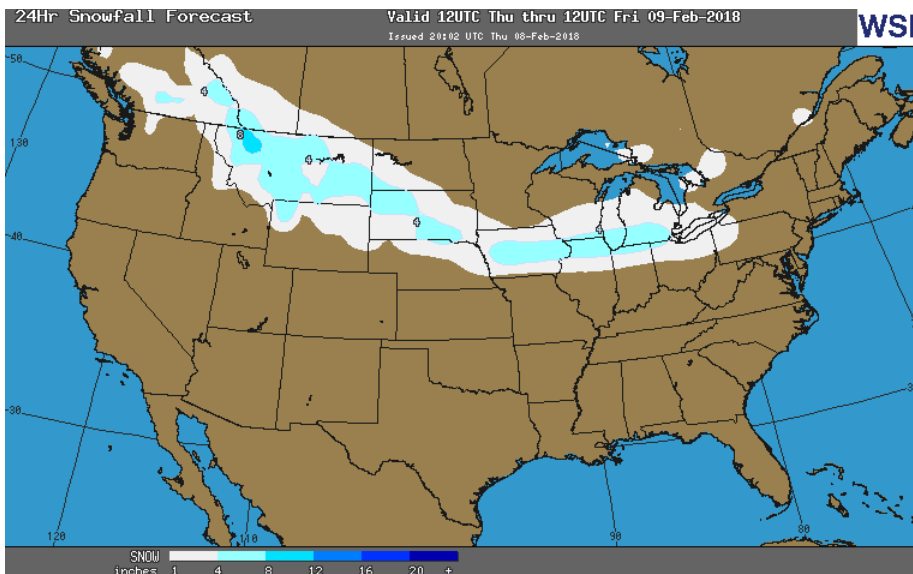 24Hr Snowfall Forecast
Valid 12UTC Thu thru 12UTC Fri 09-Feb-2018
WSI
Issued 20:02 UTC Thu 08-Feb-2018
50
4
130
8
4
40
4
4
30
120
110
90
80
SNOW
inches 1 4 8 12 16 20 +